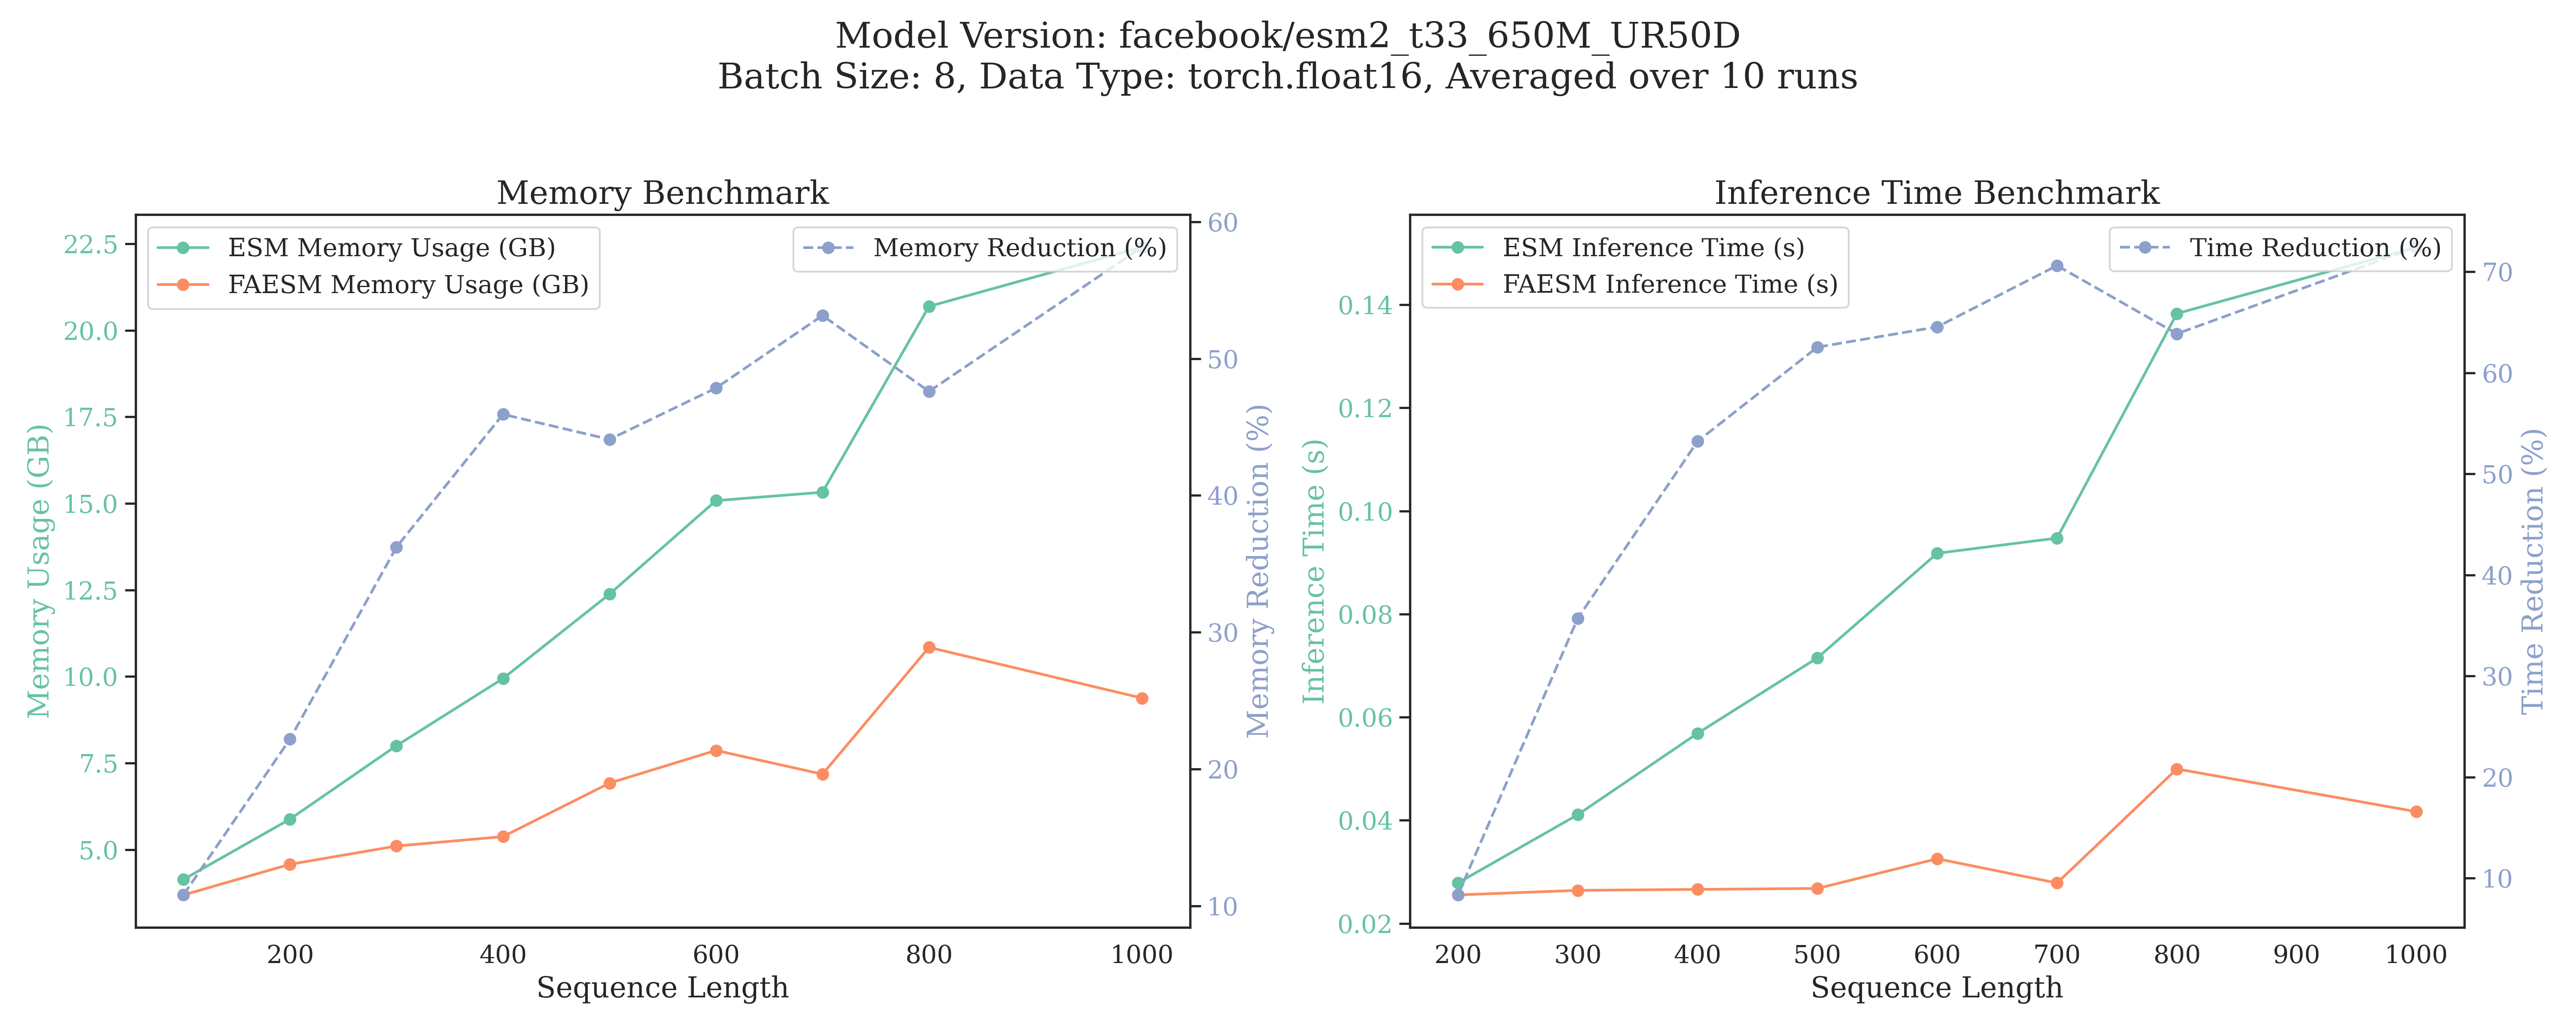 Model Version: facebook/esm2_t33_650M_UR50D
Batch Size: 8, Data Type: torch.float16, Averaged over 10 runs
Memory Benchmark
ESM Memory Usage (GB)
FAESM Memory Usage (GB)
Memory Reduction (%)
Memory Usage (GB)
22.5
20.0
17.5
15.0
12.5
10.0
7.5
5.0
60
50
40
30
20
10
Memory Reduction (%)
200 400 600 800 1000
Sequence Length
Inference Time Benchmark
ESM Inference Time (s)
FAESM Inference Time (s)
Time Reduction (%)
Inference Time (s)
0.14
0.12
0.10
0.08
0.06
0.04
0.02
70
60
50
40
30
20
10
Time Reduction (%)
200 300 400 500 600 700 800 900 1000
Sequence Length